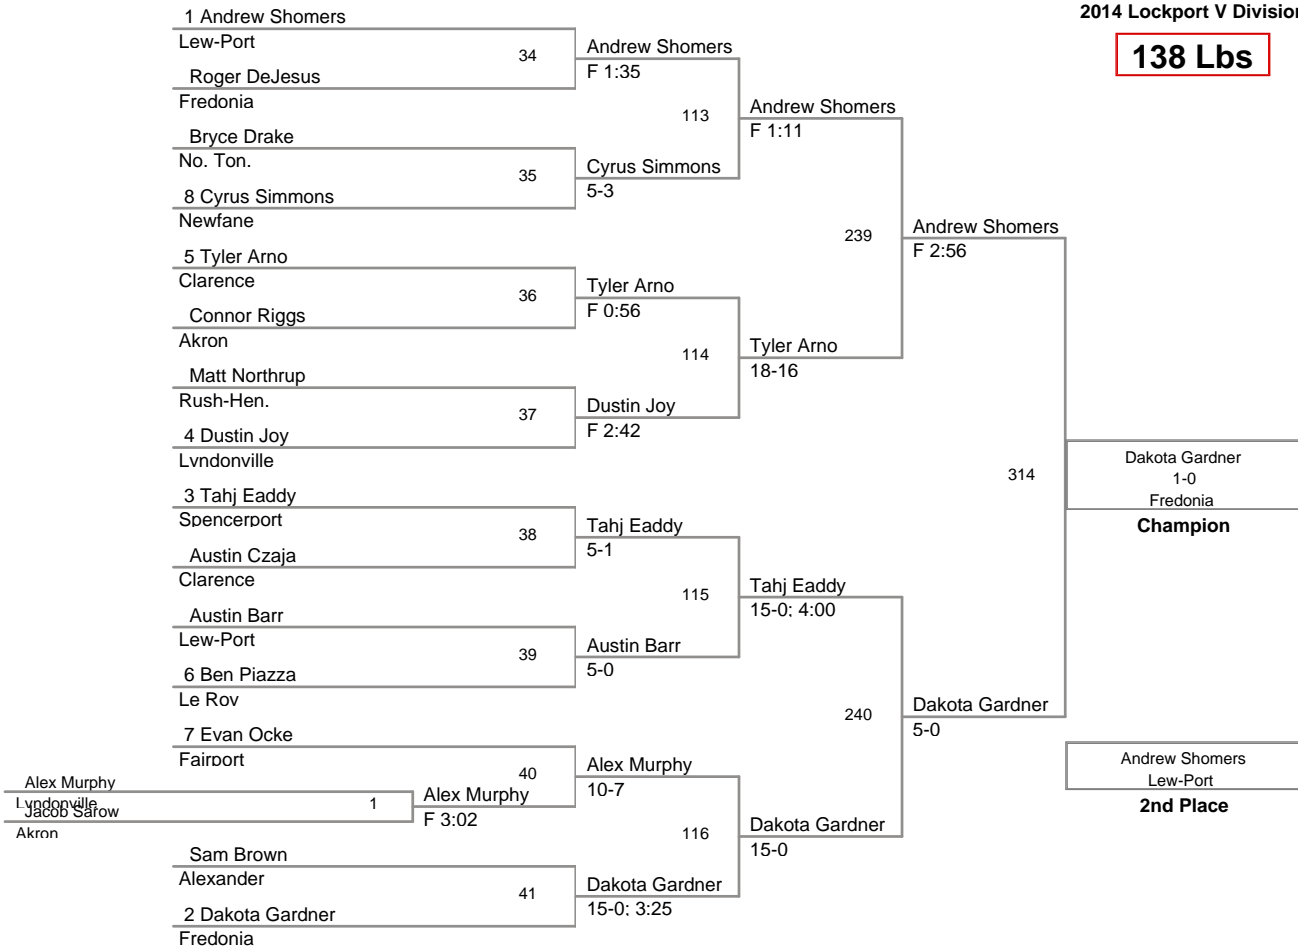 2014 Lockport V Division
138 Lbs
1 Andrew Shomers
Lew-Port
34
Roger DeJesus
Fredonia
Andrew Shomers
F 1:35
113
Bryce Drake
No. Ton.
35
8 Cyrus Simmons
Newfane
Cyrus Simmons
5-3
Andrew Shomers
F 1:11
239
5 Tyler Arno
Clarence
36
Connor Riggs
Akron
Tyler Arno
F 0:56
114
Matt Northrup
Rush-Hen.
37
4 Dustin Joy
Lyndonville
Dustin Joy
F 2:42
Tyler Arno
18-16
Andrew Shomers
F 2:56
314
3 Tahj Eaddy
Spencerport
38
Austin Czaja
Clarence
Tahj Eaddy
5-1
115
Austin Barr
Lew-Port
39
6 Ben Piazza
Le Roy
Austin Barr
5-0
Tahj Eaddy
15-0; 4:00
240
7 Evan Ocke
Fairport
40
Alex Murphy
Lyndonville
1
Jacob Sarow
Akron
Alex Murphy
F 3:02
Alex Murphy
10-7
116
Sam Brown
Alexander
41
2 Dakota Gardner
Fredonia
Dakota Gardner
15-0; 3:25
Dakota Gardner
15-0
Dakota Gardner
5-0
Dakota Gardner
1-0
Fredonia
Champion
Andrew Shomers
Lew-Port
2nd Place